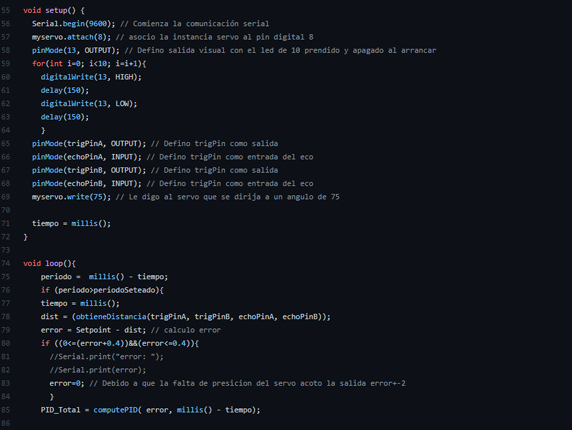 55 void setup() {
56 Serial.begin(9600); // Comienza la comunicación serial
57 myservo.attach(8); // asocio la instancia servo al pin digital 8
58 pinMode(13, OUTPUT); // Defino salida visual con el led de 10 prendido y apagado al arrancar
59 for(int i=0; i<10; i=i+1){
60 digitalWrite(13, HIGH);
61 delay(150);
62 digitalWrite(13, LOW);
63 delay(150);
64 }
65 pinMode(trigPinA, OUTPUT); // Defino trigPin como salida
66 pinMode(echoPinA, INPUT); // Defino trigPin como entrada del eco
67 pinMode(trigPinB, OUTPUT); // Defino trigPin como salida
68 pinMode(echoPinB, INPUT); // Defino trigPin como entrada del eco
69 myservo.write(75); // Le digo al servo que se dirija a un angulo de 75
70
71 tiempo = millis();
72 }
73
74 void loop(){
75 periodo = millis() - tiempo;
76 if (periodo>periodoSeteado){
77 tiempo = millis();
78 dist = (obtieneDistancia(trigPinA, trigPinB, echoPinA, echoPinB));
79 error = Setpoint - dist; // calculo error
80 if ((0<=(error+0.4))&&(error<=0.4)){
81 //Serial.print("error: ");
82 //Serial.print(error);
83 error=0; // Debido a que la falta de presicion del servo acoto la salida error+-2
84 }
85 PID_Total = computePID( error, millis() - tiempo);
86